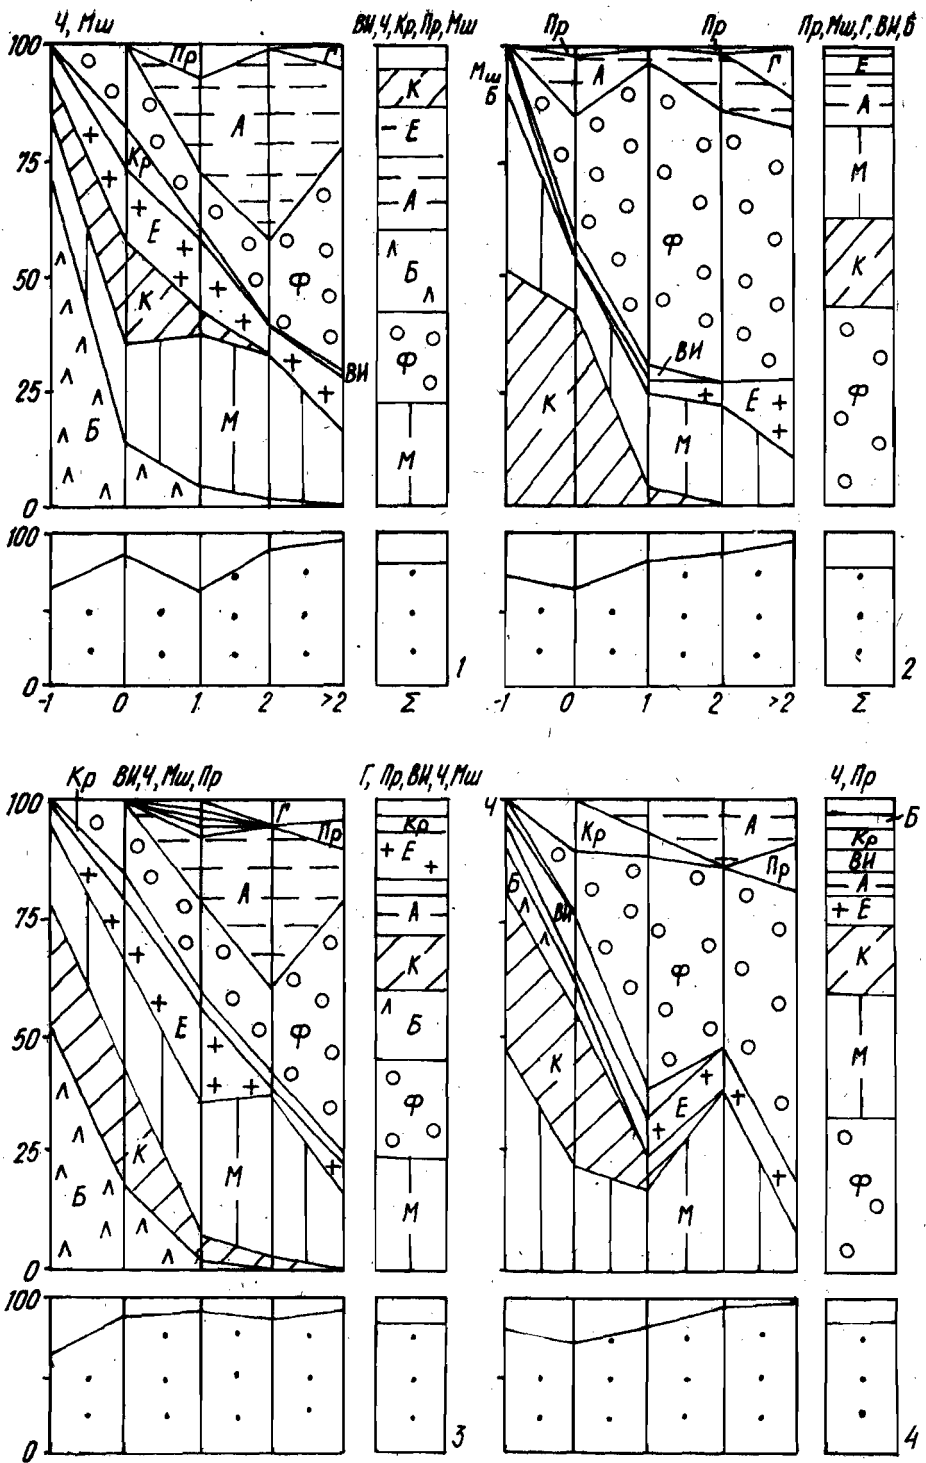 Ч, Мш
ВИ, Ч, Кр, Пр, Мш
Пр
Пр
Пр, Мш, Г, ВИ, Б
100
75
50
25
0
Пр
Г
А
Кр
Е
К
Ф
ВИ
М
Б
К
Е
А
Б
Ф
М
Мш
Б
А
Г
Ф
ВИ
Е
К
М
Е
А
М
К
Ф
100
0
-1
0
1
2
>2
Σ
1
-1
0
1
2
>2
Σ
2
Кр
ВИ, Ч, Мш, Пр
Г, Пр, ВИ, Ч, Мш
Ч, Пр
100
75
50
25
0
Г
Пр
А
Е
Ф
К
М
Б
Кр
Е
А
К
Б
Ф
М
Ч
Кр
А
Пр
Б
ВИ
Ф
К
Е
М
Б
Кр
ВИ
А
Е
К
М
Ф
100
0
3
4